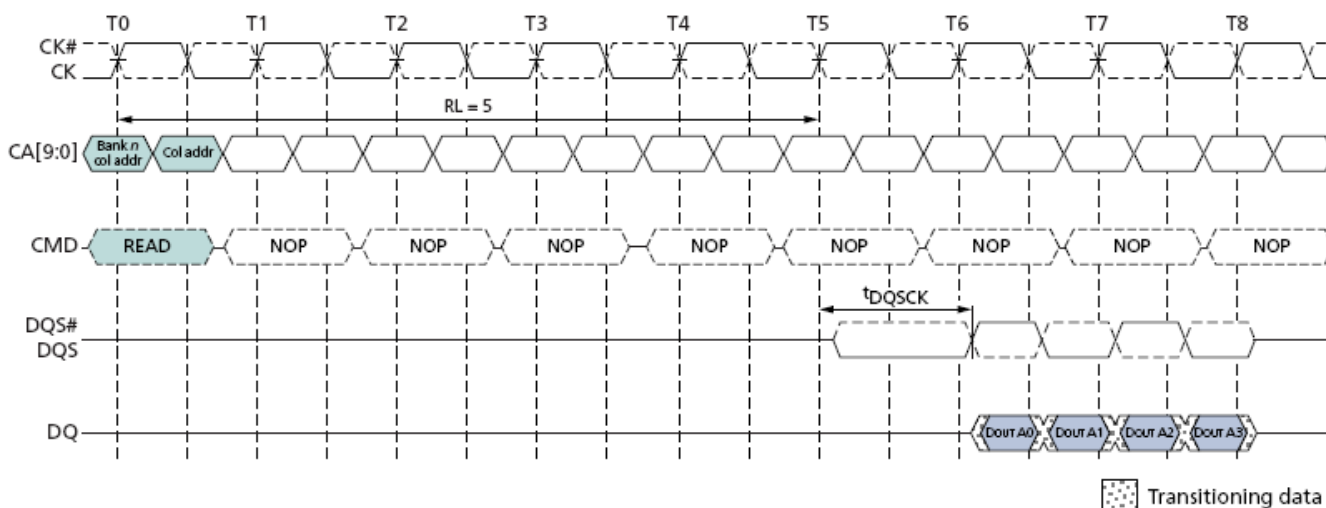 T0 T1 T2 T3 T4 T5 T6 T7 T8
CK#
CK
RL = 5
CA[9:0] Bank n col addr Col addr
CMD READ NOP NOP NOP NOP NOP NOP NOP NOP
tDQSCK
DQS#
DQS
DQ DOUT A0 DOUT A1 DOUT A2 DOUT A3
Transitioning data